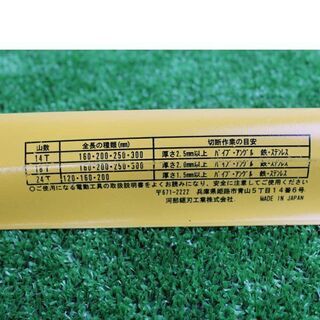 山数 全長の種類(mm) 切断作業の目安
14T 160・200・250・300 厚さ2.5mm以上 パイプ・アングル 鉄・ステンレス
18T 160・200・250・300 厚さ2.0mm以上 パイプ・アングル 鉄・ステンレス
24T 120・160・200 厚さ1.5mm以上 パイプ・アングル 鉄・ステンレス
○ご使用になる電動工具の取扱説明書をよくお読みになり、安全に注意してご使用ください
〒671-2222 兵庫県姫路市青山5丁目14番6号
河部鋸刃工業株式会社 MADE IN JAPAN